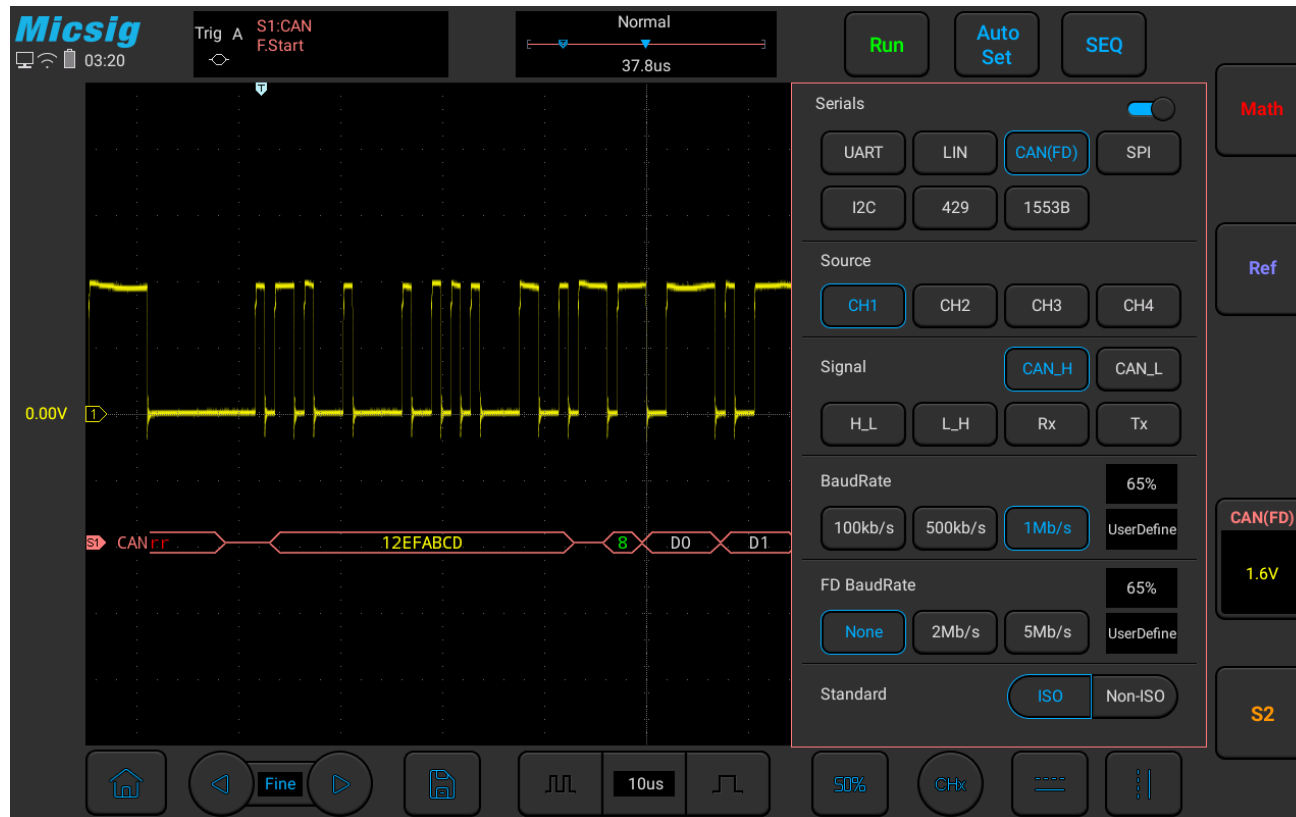 Micsig
Trig A S1:CAN
F.Start
03:20
Normal
37.8us
Run
Auto
Set
SEQ
T
Serials
UART LIN CAN(FD) SPI
I2C 429 1553B
Source
CH1 CH2 CH3 CH4
Signal CAN_H CAN_L
H_L L_H Rx Tx
BaudRate 65%
100kb/s 500kb/s 1Mb/s UserDefine
FD BaudRate 65%
None 2Mb/s 5Mb/s UserDefine
Standard ISO Non-ISO
0.00V 1
S1 CAN rr 12EFABCD 8 D0 D1
Math
Ref
CAN(FD)
1.6V
S2
Fine 10us 50% CHx